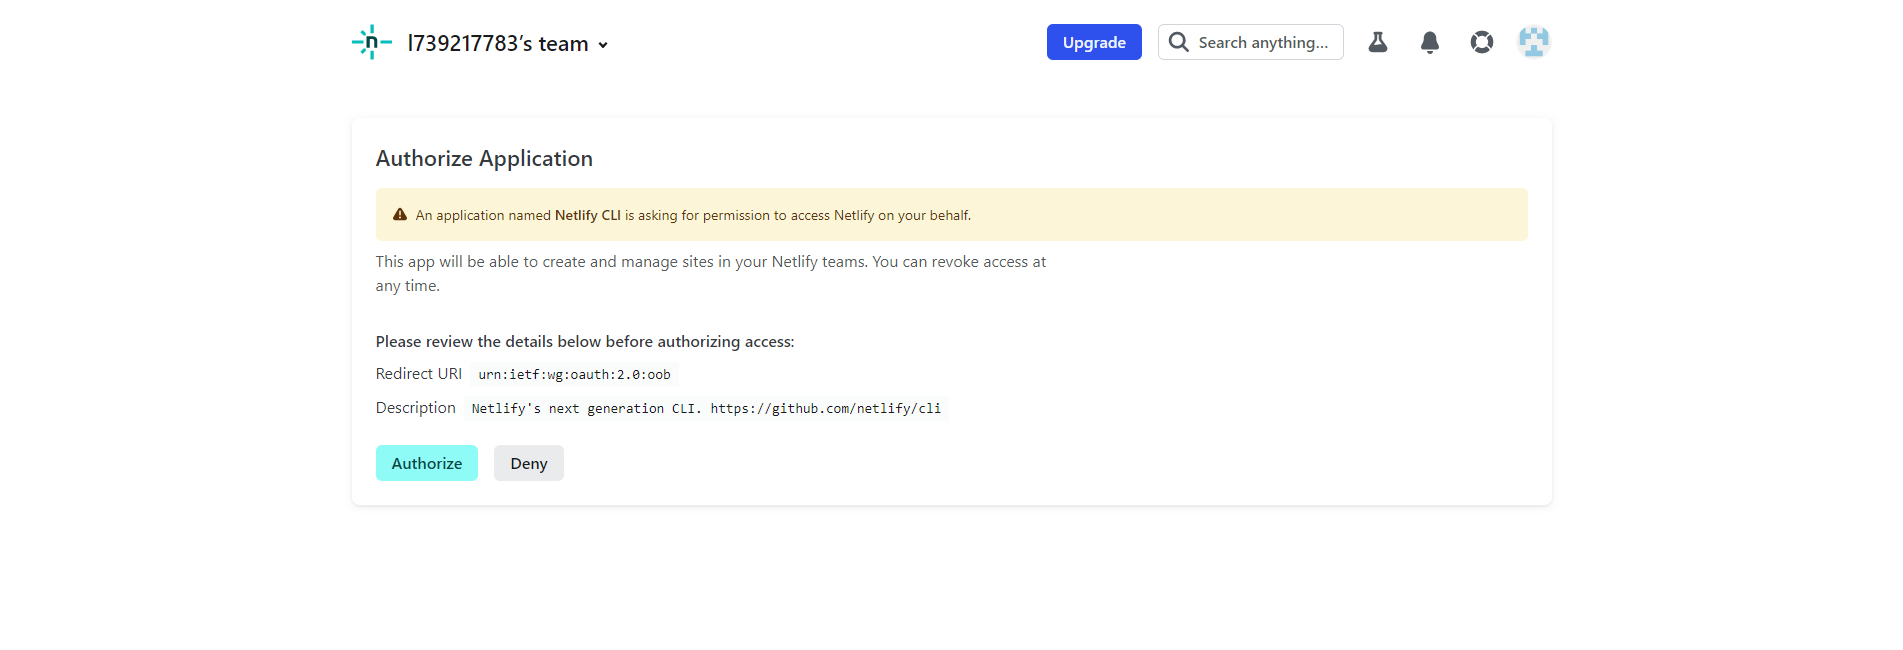 n
l739217783's team
Upgrade
Search anything...
Authorize Application
An application named Netlify CLI is asking for permission to access Netlify on your behalf.
This app will be able to create and manage sites in your Netlify teams. You can revoke access at
any time.
Please review the details below before authorizing access:
Redirect URI urn:ietf:wg:oauth:2.0:oob
Description Netlify's next generation CLI. https://github.com/netlify/cli
Authorize Deny